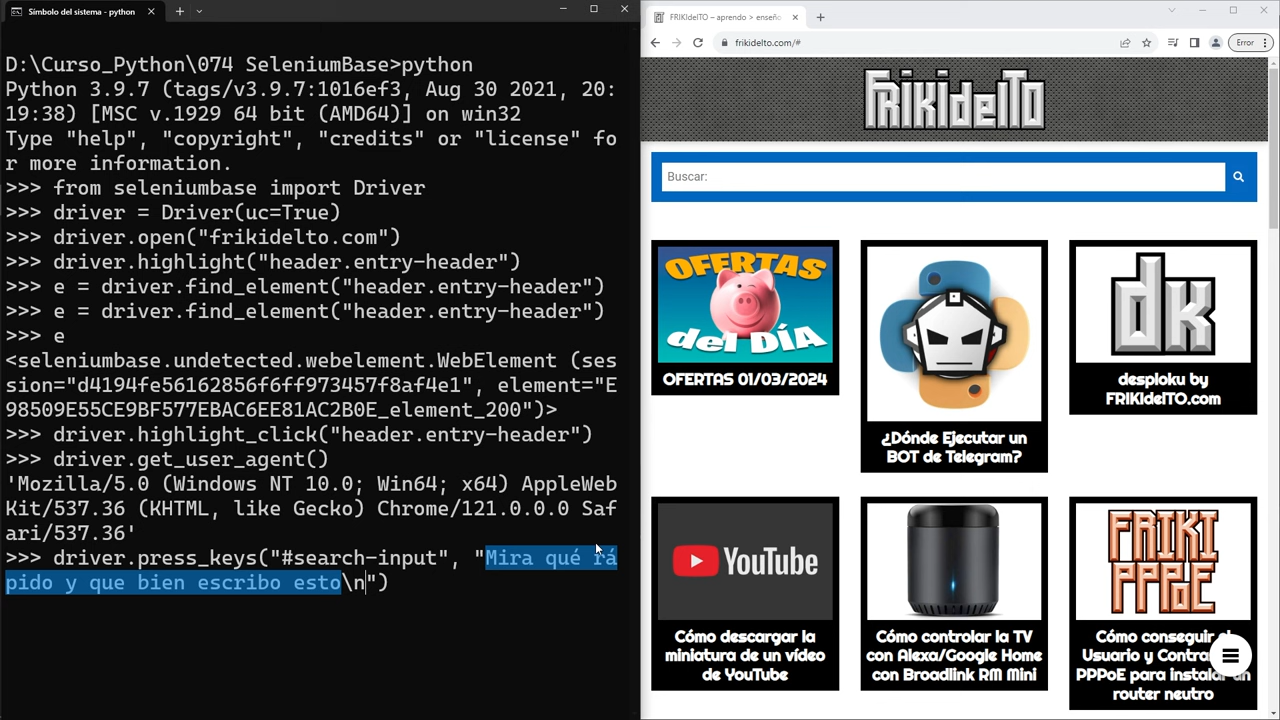 Símbolo del sistema - python
D:\Curso_Python\074 SeleniumBase>python
Python 3.9.7 (tags/v3.9.7:1016ef3, Aug 30 2021, 20:
19:38) [MSC v.1929 64 bit (AMD64)] on win32
Type "help", "copyright", "credits" or "license" fo
r more information.
>>> from seleniumbase import Driver
>>> driver = Driver(uc=True)
>>> driver.open("frikidelto.com")
>>> driver.highlight("header.entry-header")
>>> e = driver.find_element("header.entry-header")
>>> e = driver.find_element("header.entry-header")
>>> e
<seleniumbase.undetected.webelement.WebElement (ses
sion="d4194fe56162856f6ff973457f8af4e1", element="E
98509E55CE9BF577EBAC6EE81AC2B0E_element_200")>
>>> driver.highlight_click("header.entry-header")
>>> driver.get_user_agent()
'Mozilla/5.0 (Windows NT 10.0; Win64; x64) AppleWeb
Kit/537.36 (KHTML, like Gecko) Chrome/121.0.0.0 Saf
ari/537.36'
>>> driver.press_keys("#search-input", "Mira qué rá
pido y que bien escribo esto\n")
FRIKIdelTO – aprendo > enseño
frikidelto.com/#
Error
FRiKidelTO
Buscar:
OFERTAS
del DÍA
OFERTAS 01/03/2024
¿Dónde Ejecutar un
BOT de Telegram?
dk
desploku by
FRIKIdelTO.com
YouTube
Cómo descargar la
miniatura de un vídeo
de YouTube
Cómo controlar la TV
con Alexa/Google Home
con Broadlink RM Mini
FRIKI
PPPoE
Cómo conseguir el
Usuario y
PPPoE para instalar un
router neutro